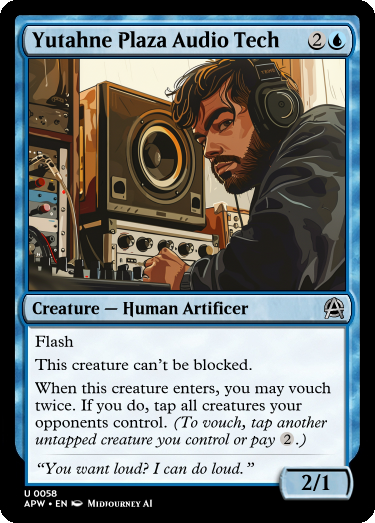 Yutahne Plaza Audio Tech 2
Creature — Human Artificer
Flash
This creature can't be blocked.
When this creature enters, you may vouch
twice. If you do, tap all creatures your
opponents control. (To vouch, tap another
untapped creature you control or pay 2.)
"You want loud? I can do loud."
2/1
U 0058
APW • EN Midjourney AI